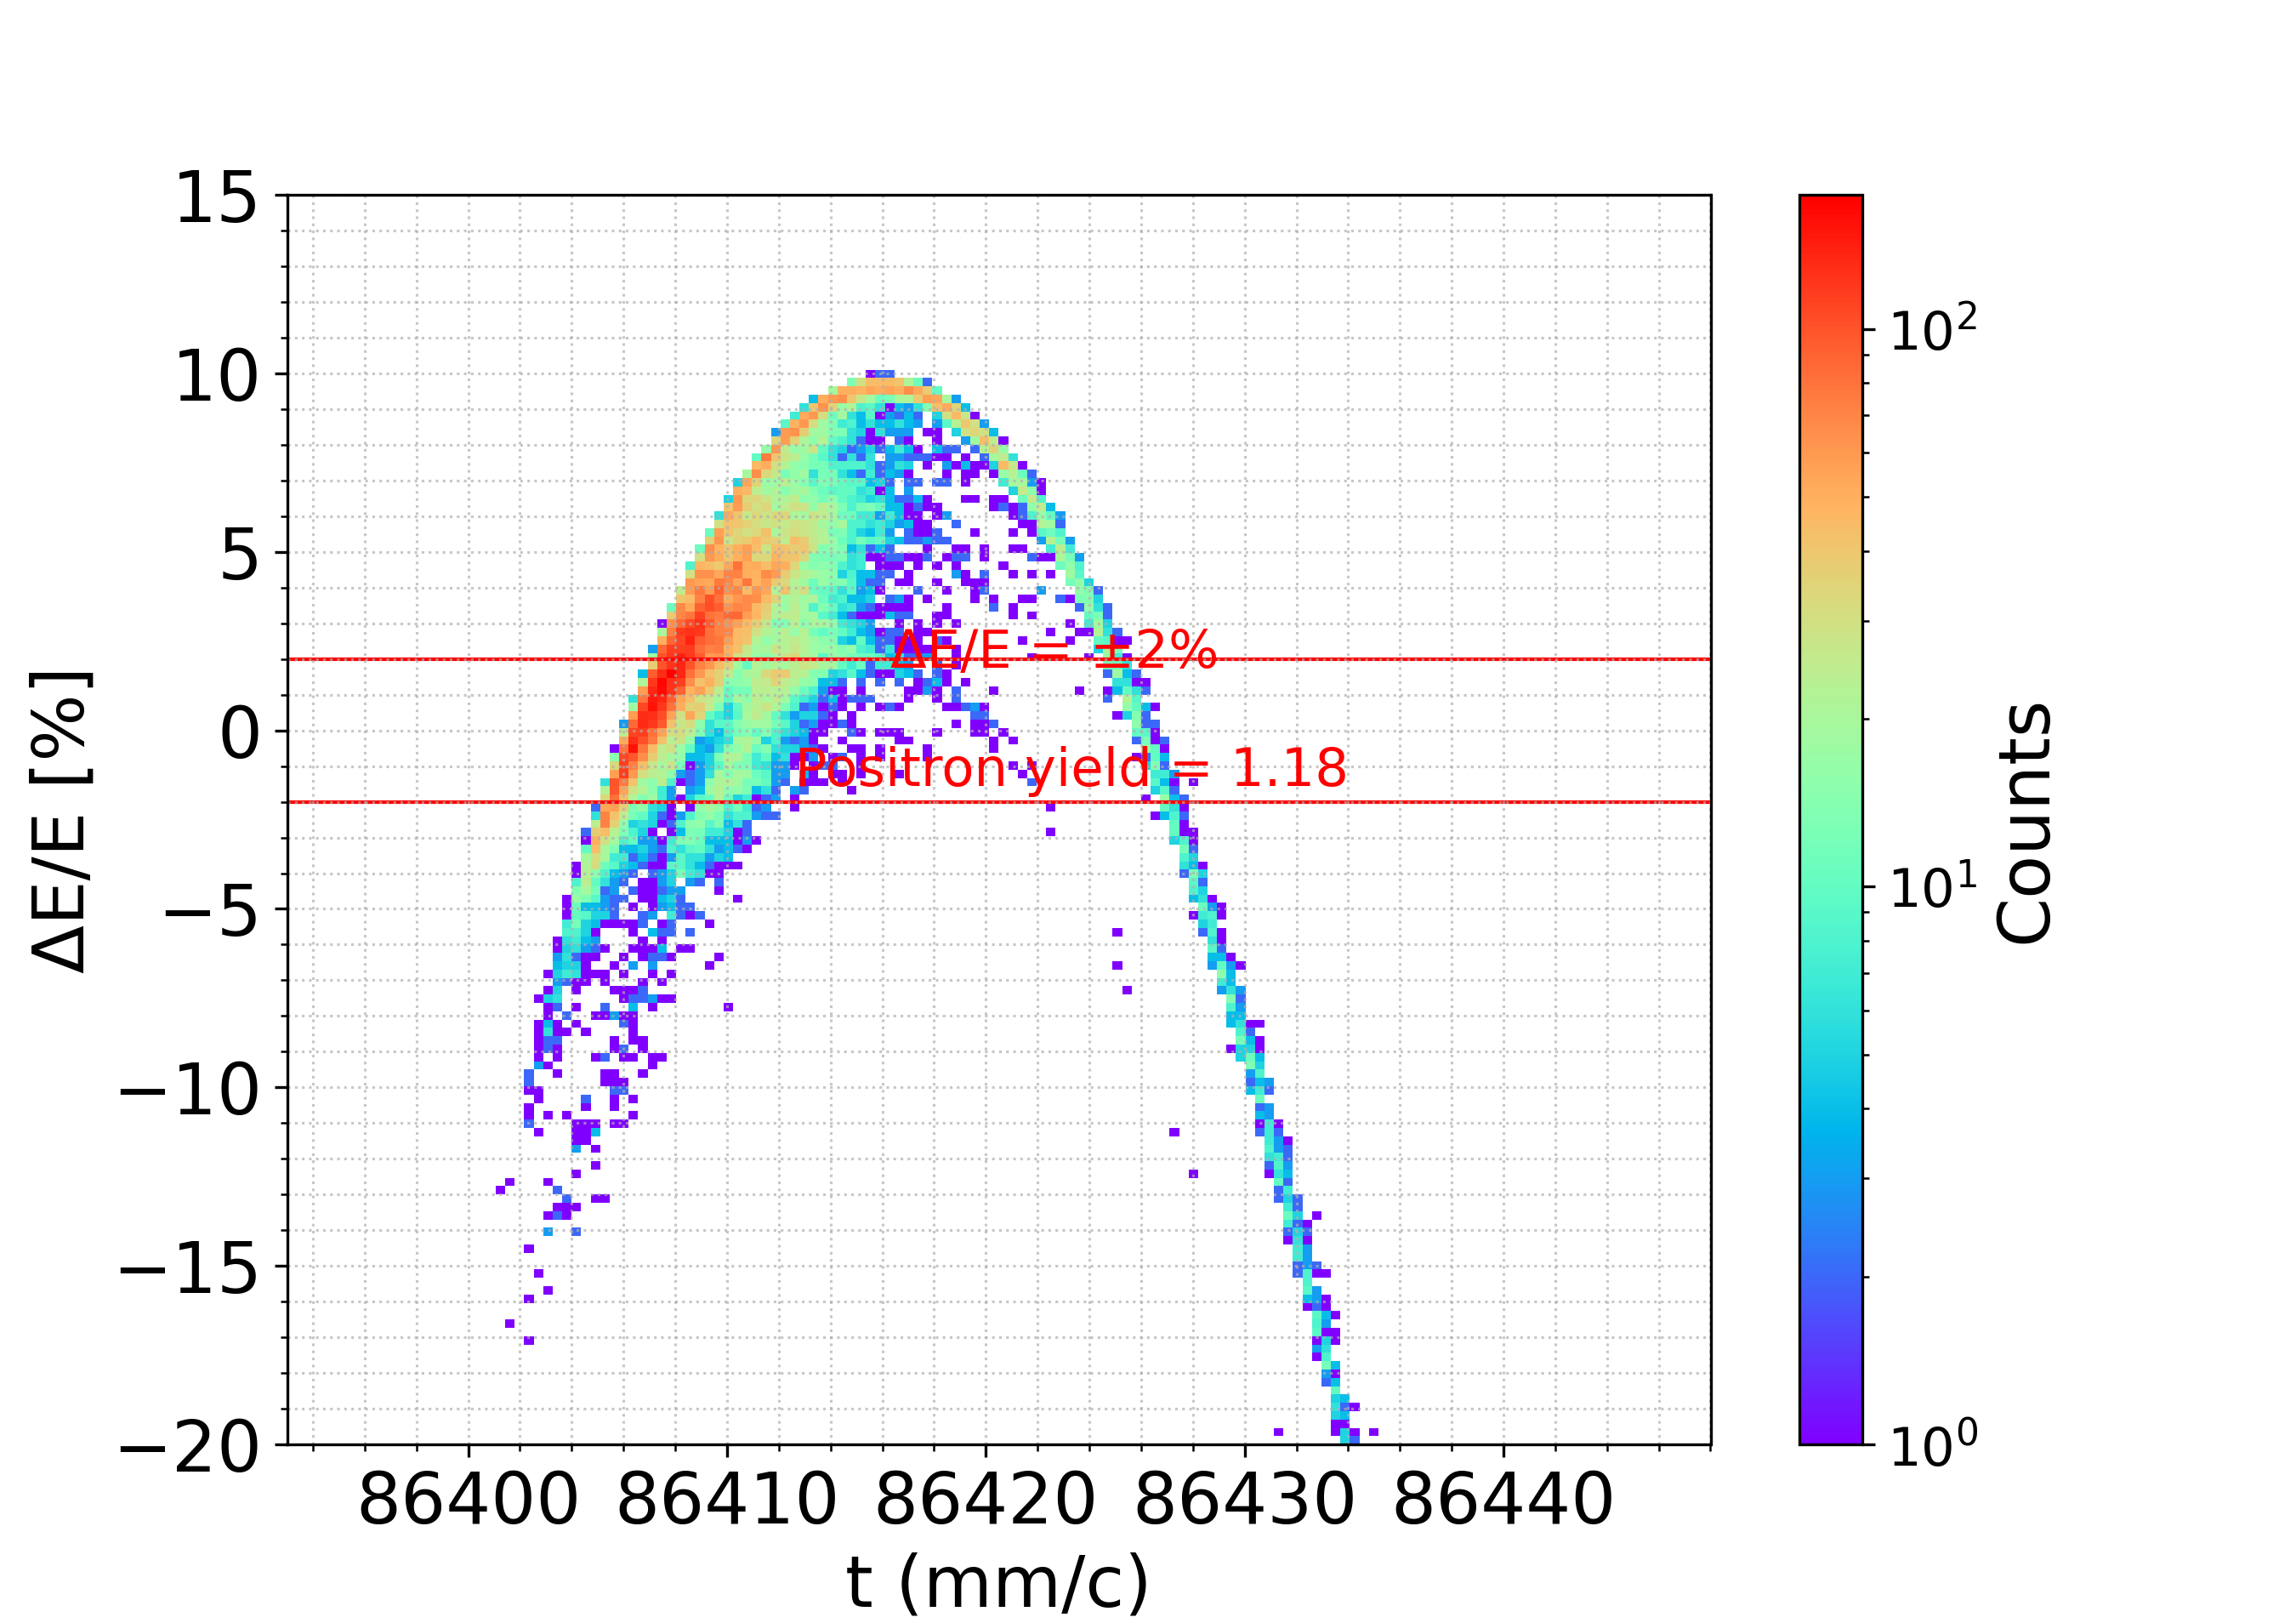 15
10
5
0
−5
−10
−15
−20
ΔE/E [%]
ΔE/E = ±2%
Positron yield = 1.18
86400 86410 86420 86430 86440
t (mm/c)
10²
10¹
10⁰
Counts